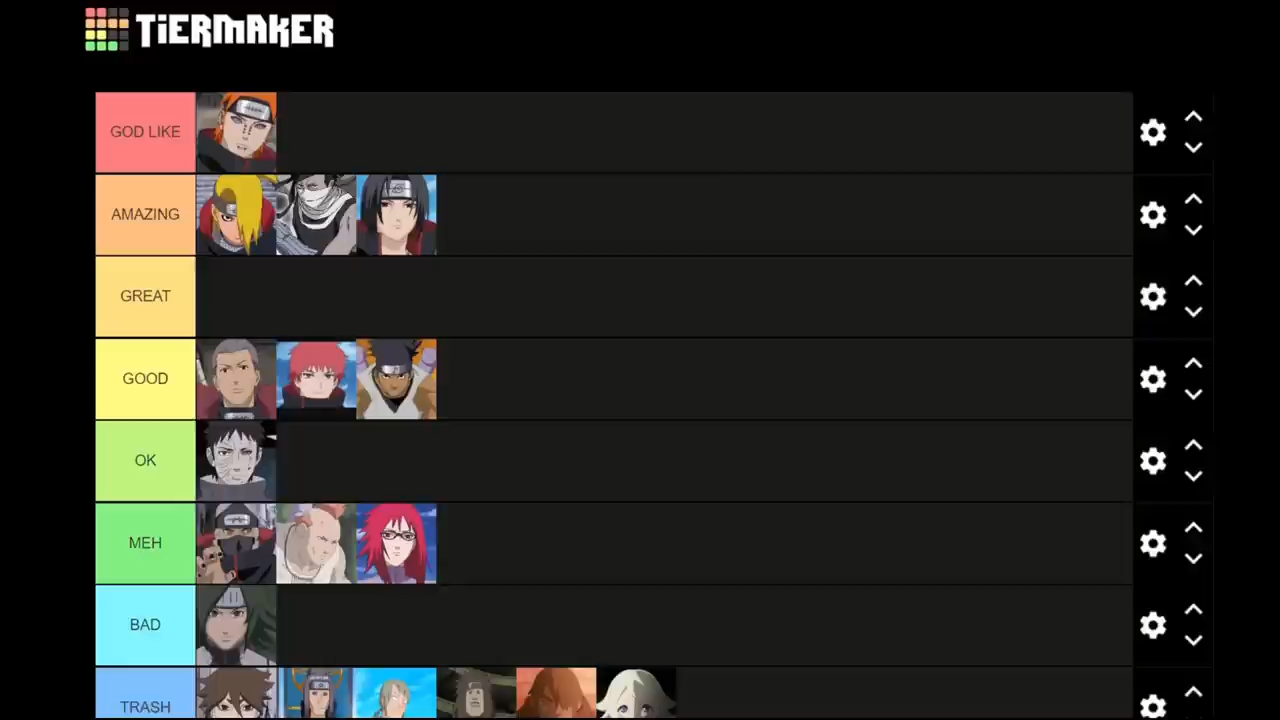 TIERMAKER
GOD LIKE
AMAZING
GREAT
GOOD
OK
MEH
BAD
TRASH